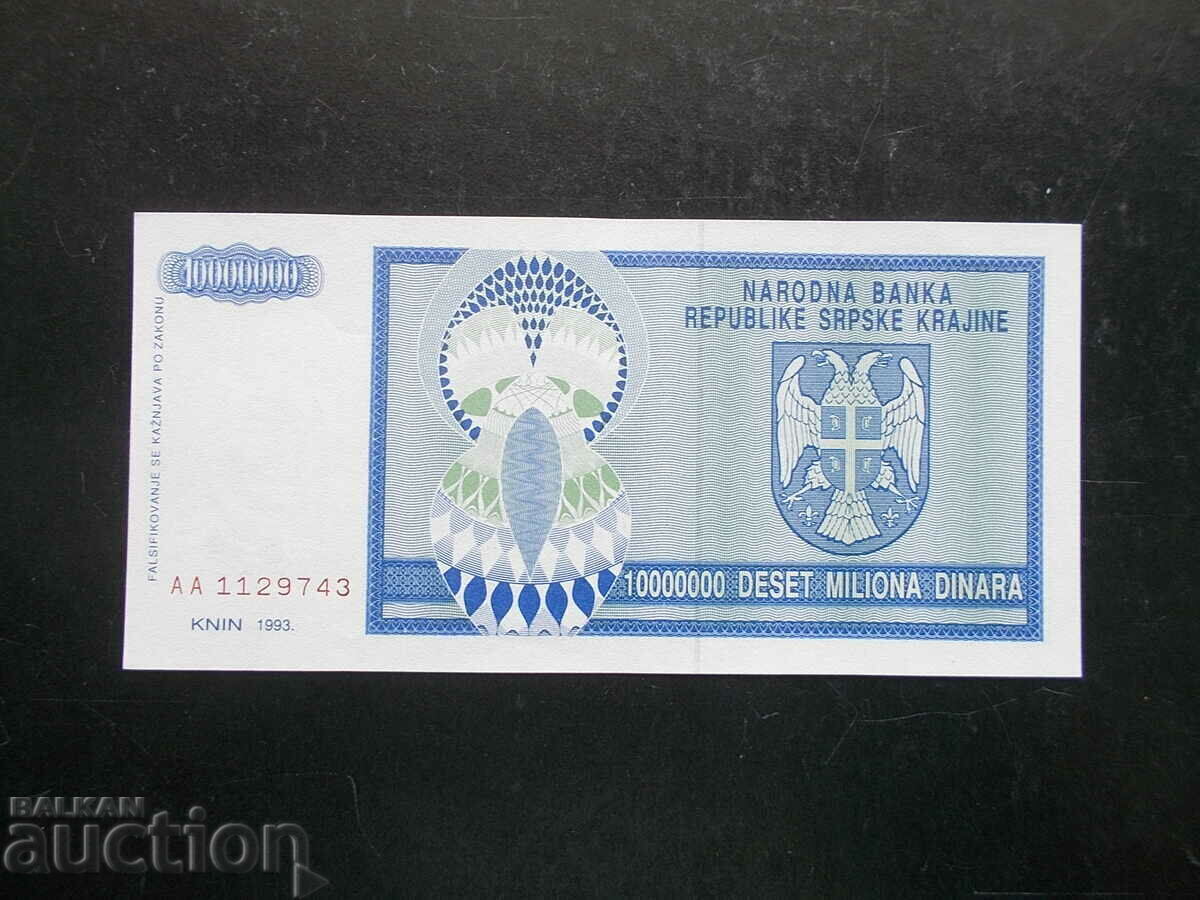 10000000
FALSIFIKOVANJE SE KAŽNJAVA PO ZAKONU
AA 1129743
KNIN 1993.
NARODNA BANKA
REPUBLIKE SRPSKE KRAJINE
10000000 DESET MILIONA DINARA
BALKAN
auction